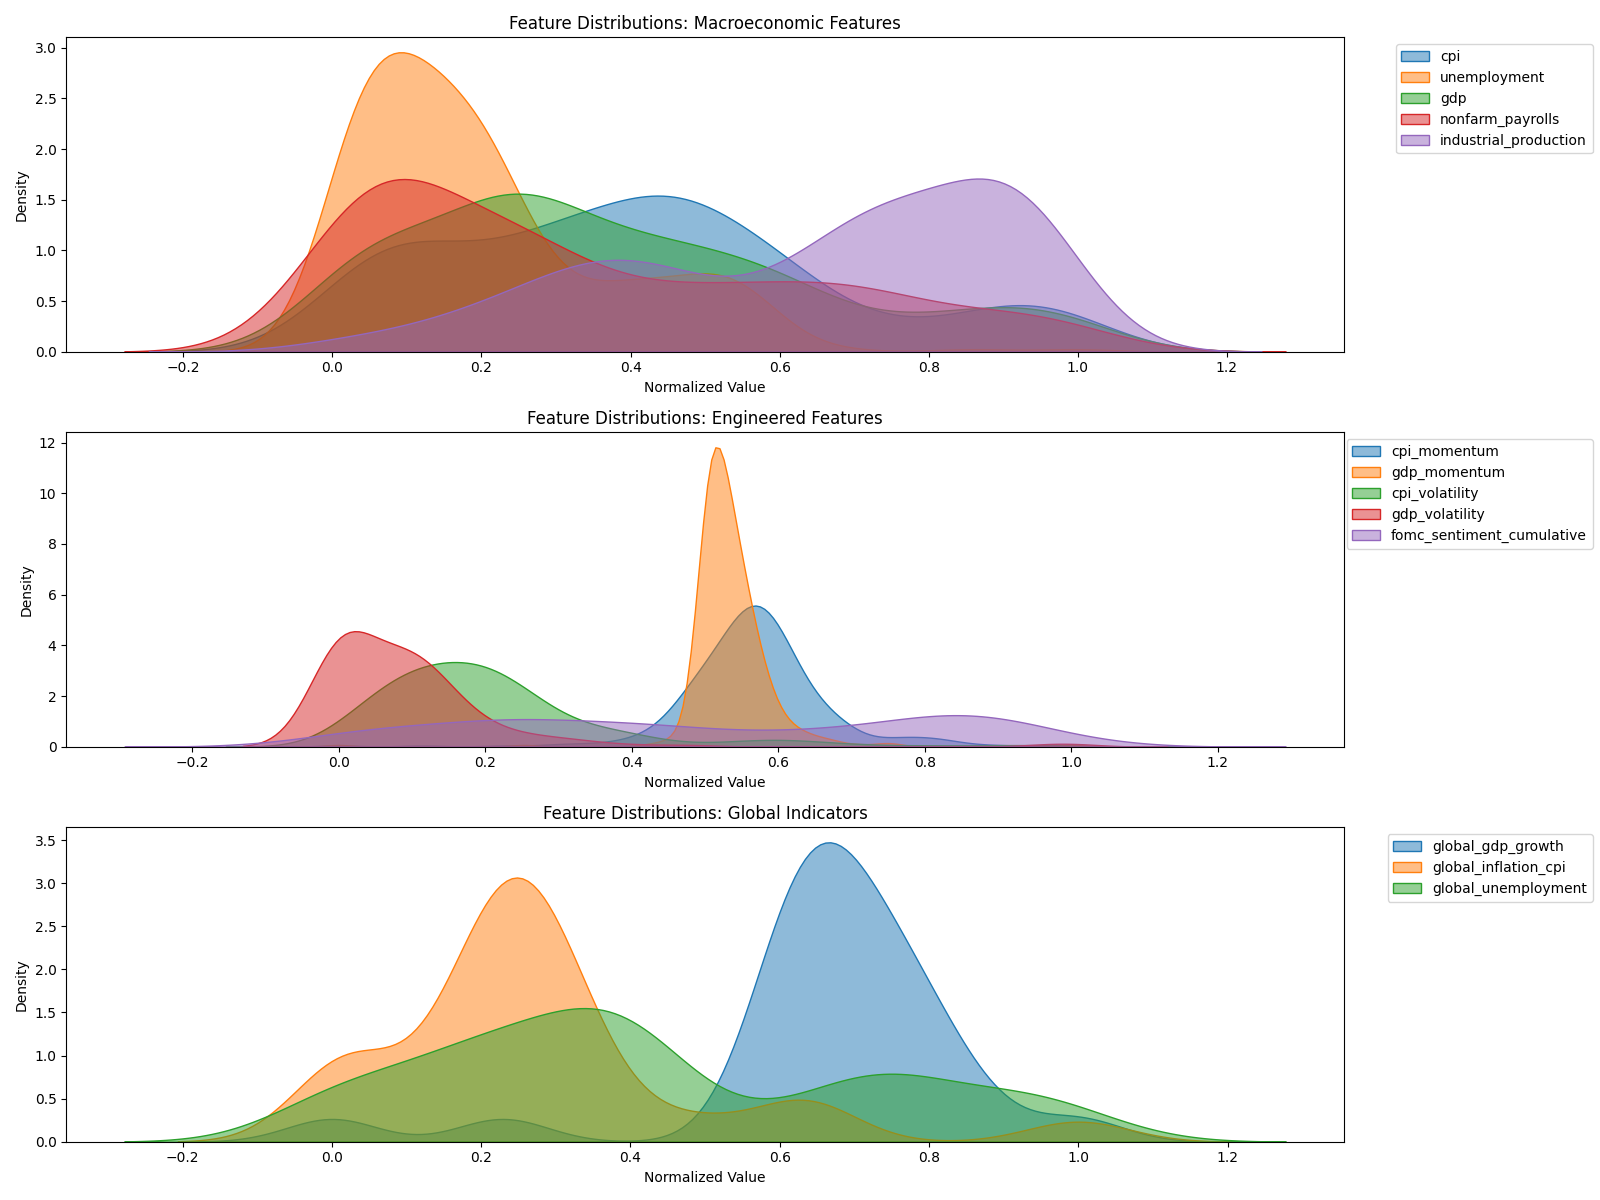 Feature Distributions: Macroeconomic Features
3.0
2.5
2.0
1.5
1.0
0.5
0.0
Density
−0.2 0.0 0.2 0.4 0.6 0.8 1.0 1.2
Normalized Value
cpi
unemployment
gdp
nonfarm_payrolls
industrial_production
Feature Distributions: Engineered Features
12
10
8
6
4
2
0
Density
−0.2 0.0 0.2 0.4 0.6 0.8 1.0 1.2
Normalized Value
cpi_momentum
gdp_momentum
cpi_volatility
gdp_volatility
fomc_sentiment_cumulative
Feature Distributions: Global Indicators
3.5
3.0
2.5
2.0
1.5
1.0
0.5
0.0
Density
−0.2 0.0 0.2 0.4 0.6 0.8 1.0 1.2
Normalized Value
global_gdp_growth
global_inflation_cpi
global_unemployment